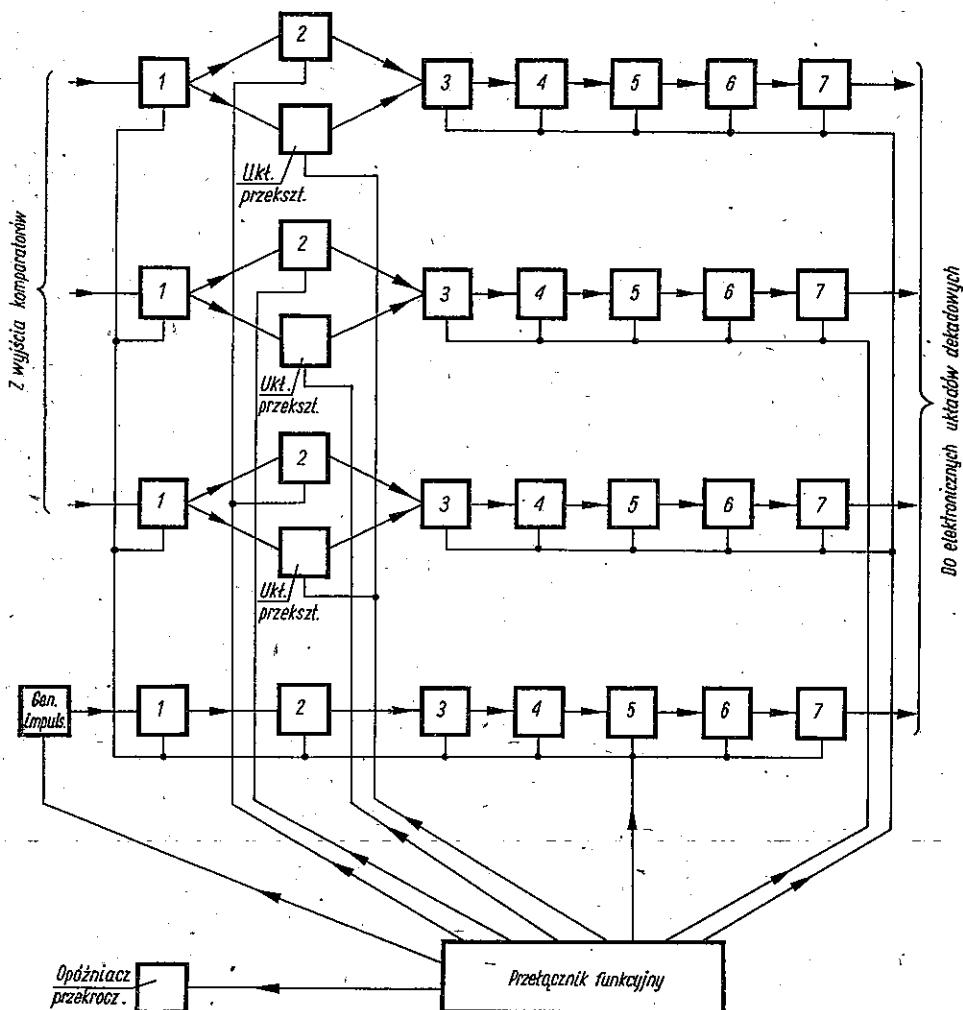 2
1
3
4
5
6
7
Ukł.
przekszt.
2
1
3
4
5
6
7
Ukł.
przekszt.
2
1
3
4
5
6
7
Ukł.
przekszt.
Z wyjścia komparatorów
Do elektronicznych układów dekadowych
Gen.
impuls.
1
2
3
4
5
6
7
Opóźniacz
przekrocz.
Przełącznik funkcyjny